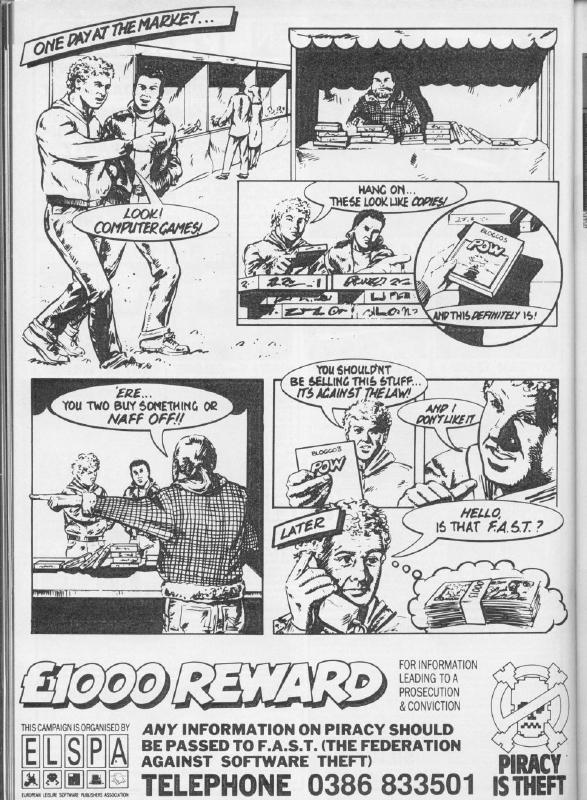 ONE DAY AT THE MARKET...
LOOK!
COMPUTER GAMES!
HANG ON...
THESE LOOK LIKE COPIES!
BLOGGO'S
POW
AND THIS DEFINITELY IS!
'ERE...
YOU TWO BUY SOMETHING OR
NAFF OFF!!
YOU SHOULDN'T
BE SELLING THIS STUFF...
IT'S AGAINST THE LAW!
BLOGGO'S
POW
AND I
DON'T LIKE IT
LATER
HELLO,
IS THAT F.A.S.T.?
1000
£1000 REWARD
FOR INFORMATION
LEADING TO A
PROSECUTION
& CONVICTION
THIS CAMPAIGN IS ORGANISED BY
ELSPA
EUROPEAN LEISURE SOFTWARE PUBLISHERS ASSOCIATION
ANY INFORMATION ON PIRACY SHOULD
BE PASSED TO F.A.S.T. (THE FEDERATION
AGAINST SOFTWARE THEFT)
TELEPHONE 0386 833501
PIRACY
IS THEFT